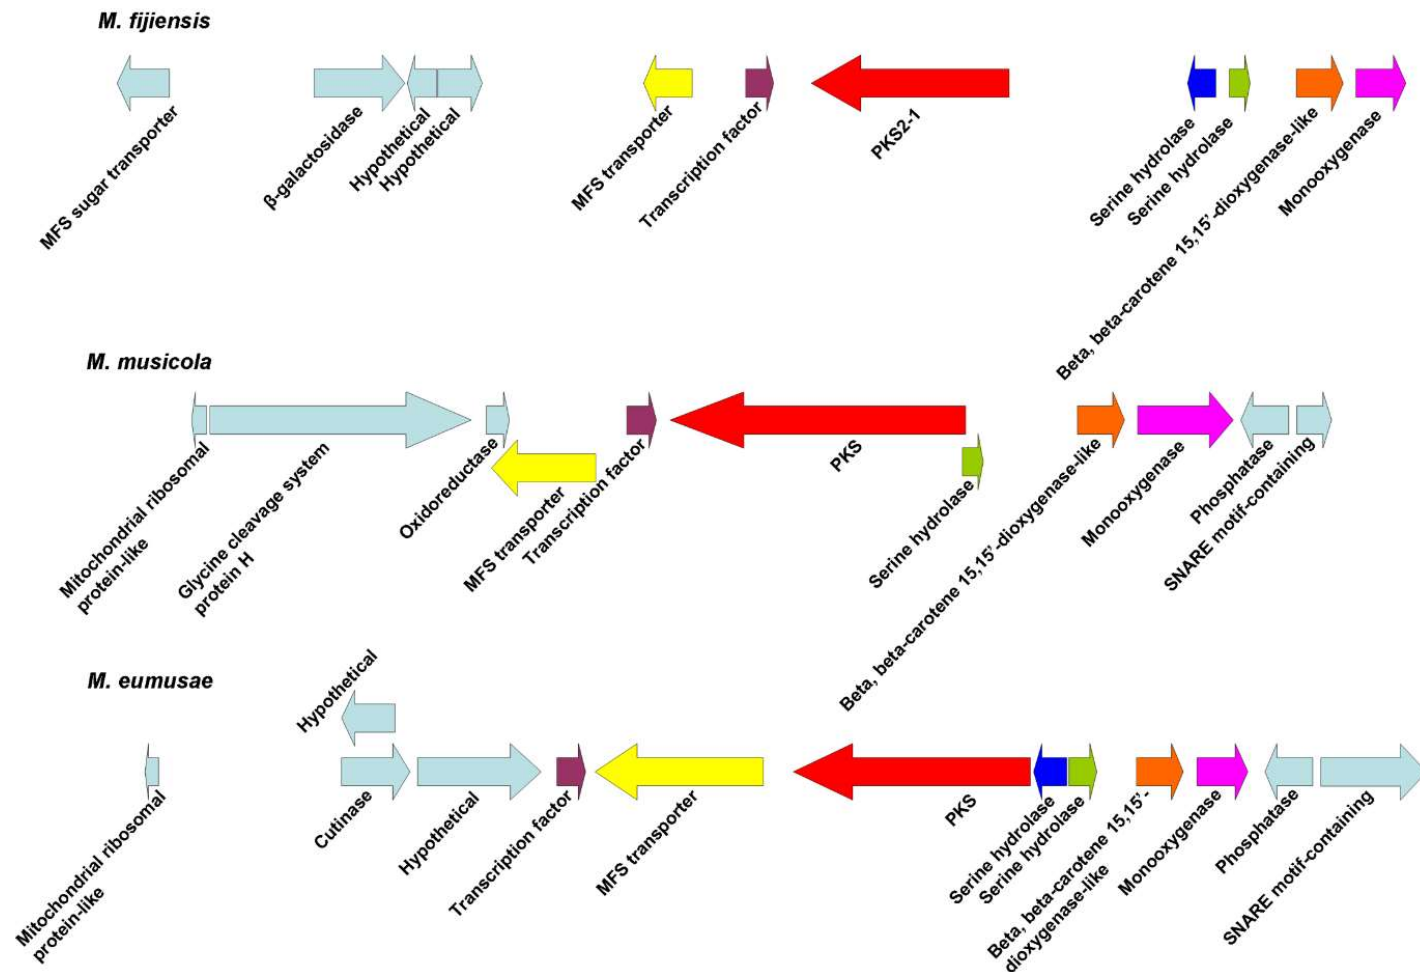 M. fijiensis
MFS sugar transporter
β-galactosidase
Hypothetical
Hypothetical
MFS transporter
Transcription factor
PKS2-1
Serine hydrolase
Serine hydrolase
Beta, beta-carotene 15,15'-dioxygenase-like
Monooxygenase
M. musicola
Mitochondrial ribosomal
protein-like
Glycine cleavage system
protein H
Oxidoreductase
MFS transporter
Transcription factor
PKS
Serine hydrolase
Beta, beta-carotene 15,15'-dioxygenase-like
Monooxygenase
Phosphatase
SNARE motif-containing
M. eumusae
Mitochondrial ribosomal
protein-like
Hypothetical
Cutinase
Hypothetical
Transcription factor
MFS transporter
PKS
Serine hydrolase
Serine hydrolase
Beta, beta-carotene 15,15'-
dioxygenase-like
Monooxygenase
Phosphatase
SNARE motif-containing